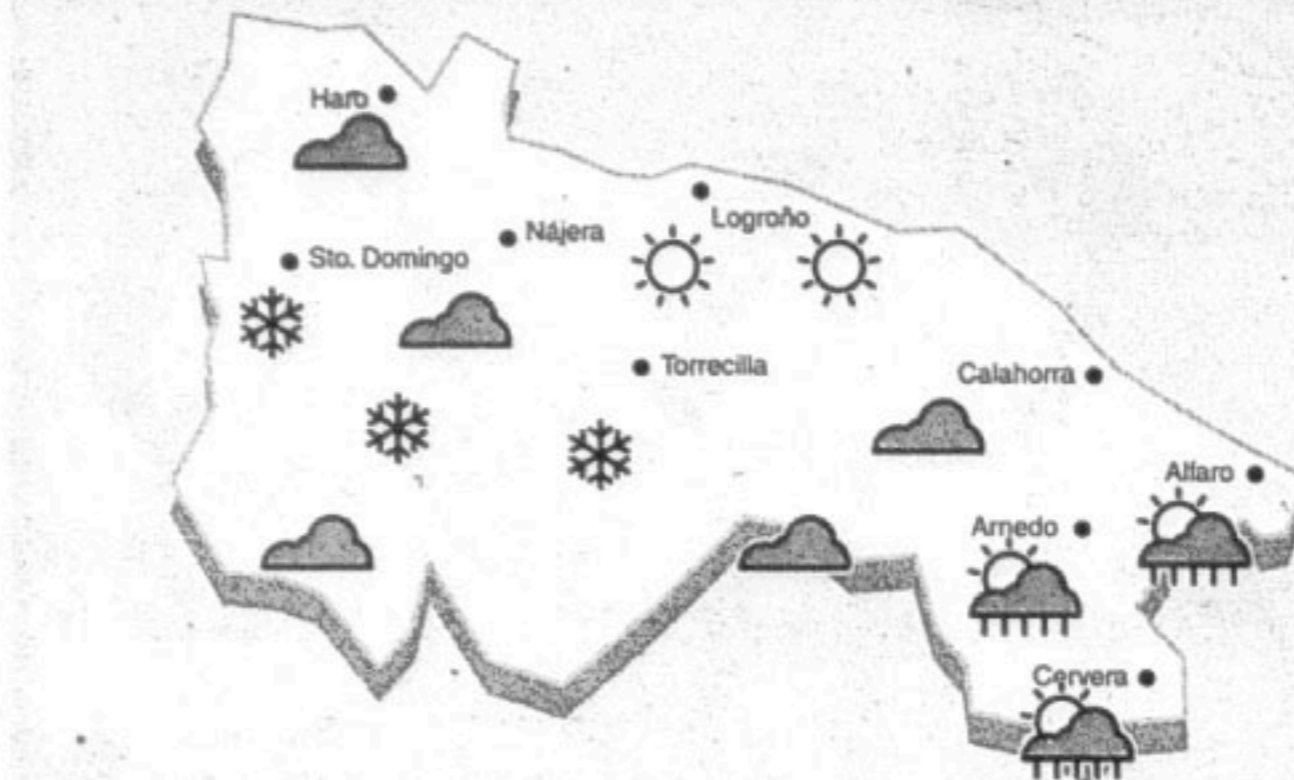 Haro
Logroño
Nájera
Sto. Domingo
Torrecilla
Calahorra
Alfaro
Arnedo
Cervera